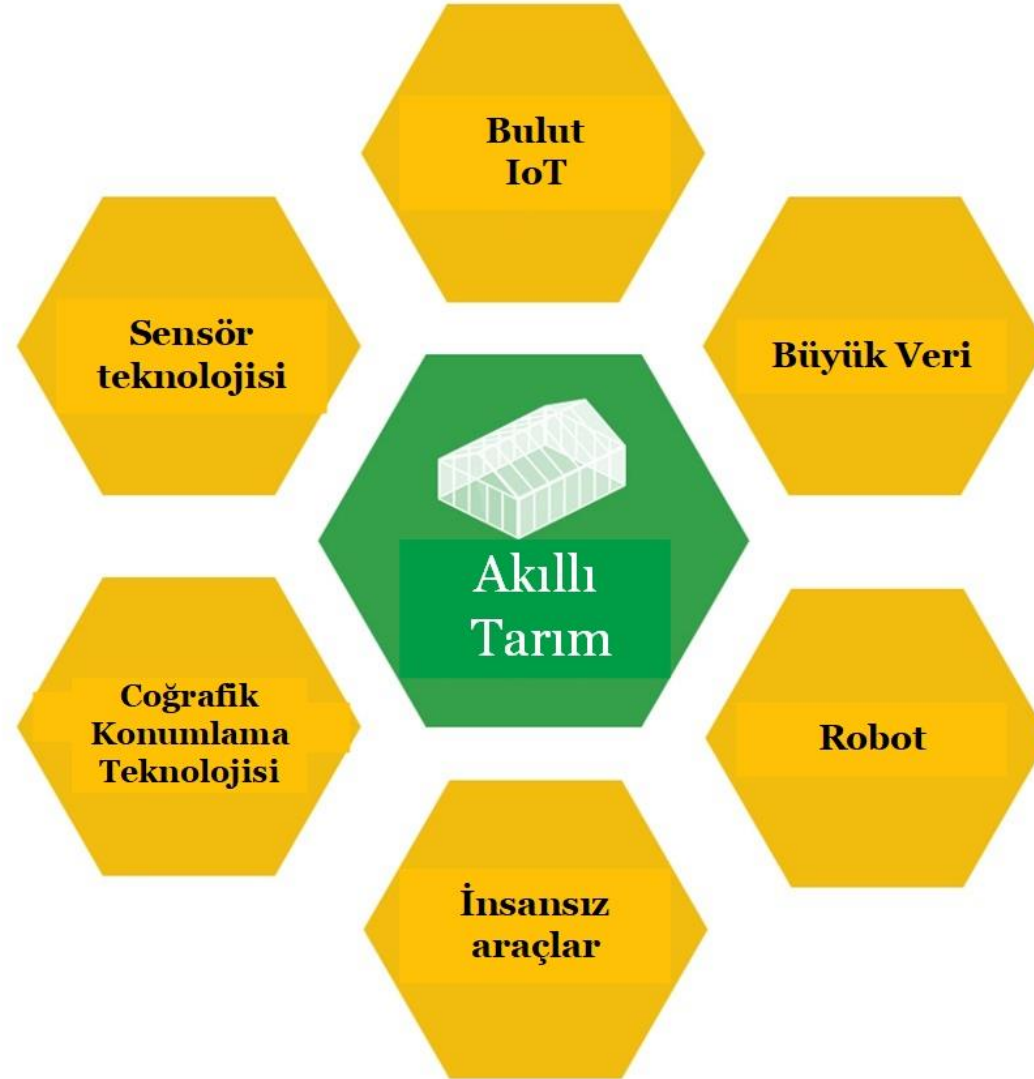 Bulut
IoT
Sensör
teknolojisi
Büyük Veri
Akıllı
Tarım
Coğrafik
Konumlama
Teknolojisi
Robot
İnsansız
araçlar